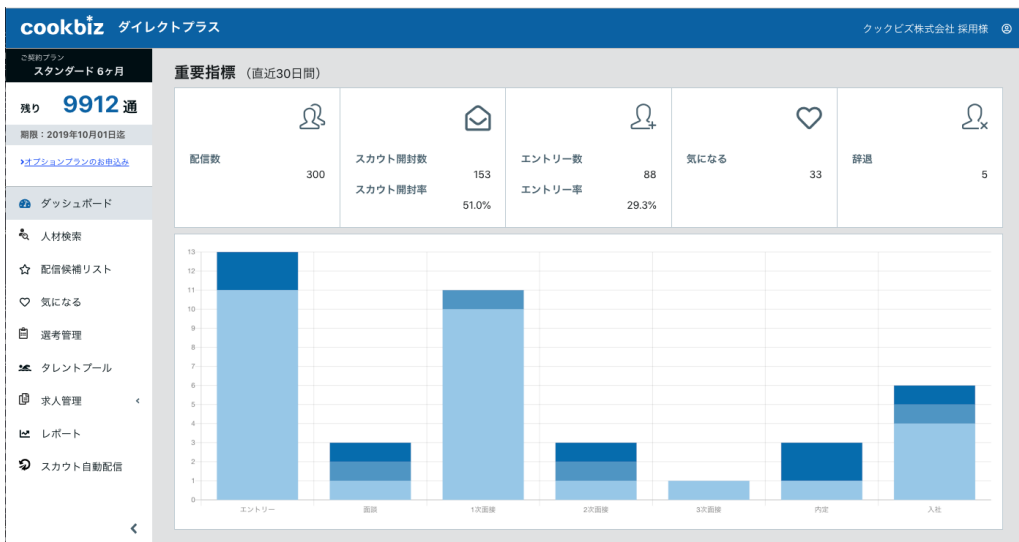 cookbiz ダイレクトプラス
クックビズ株式会社 採用様
ご契約プラン
スタンダード 6ヶ月
残り 9912 通
期限：2019年10月01日迄
›オプションプランのお申込み
ダッシュボード
人材検索
配信候補リスト
気になる
選考管理
タレントプール
求人管理
レポート
スカウト自動配信
重要指標 （直近30日間）
配信数
300
スカウト開封数
153
スカウト開封率
51.0%
エントリー数
88
エントリー率
29.3%
気になる
33
辞退
5
13
12
11
10
9
8
7
6
5
4
3
2
1
0
エントリー 面談 1次面接 2次面接 3次面接 内定 入社